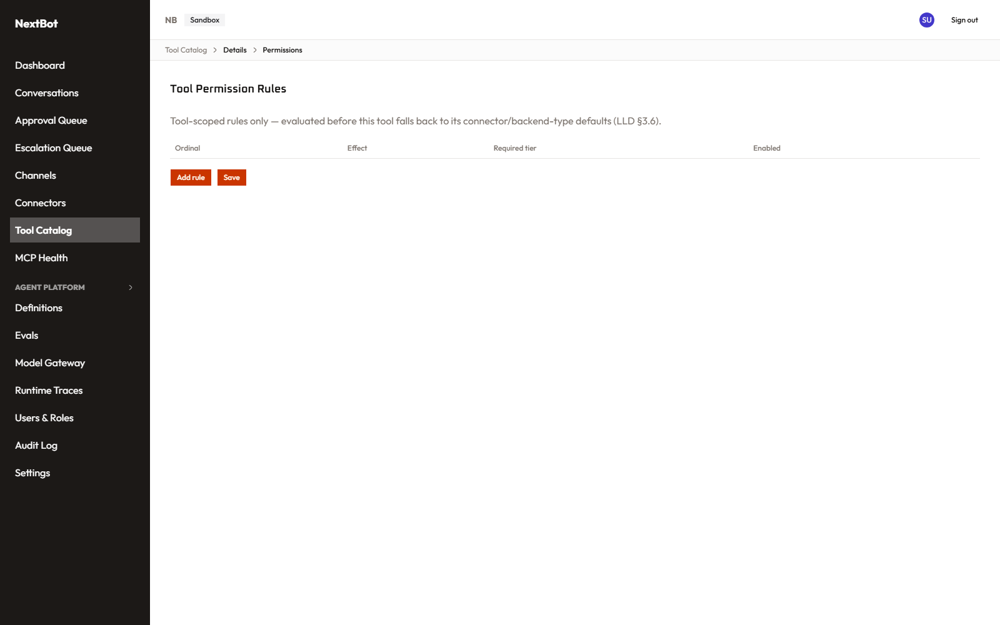 NextBot
Dashboard
Conversations
Approval Queue
Escalation Queue
Channels
Connectors
Tool Catalog
MCP Health
AGENT PLATFORM
Definitions
Evals
Model Gateway
Runtime Traces
Users & Roles
Audit Log
Settings
NB Sandbox
SU Sign out
Tool Catalog > Details > Permissions
Tool Permission Rules
Tool-scoped rules only — evaluated before this tool falls back to its connector/backend-type defaults (LLD §3.6).
Ordinal Effect Required tier Enabled
Add rule Save